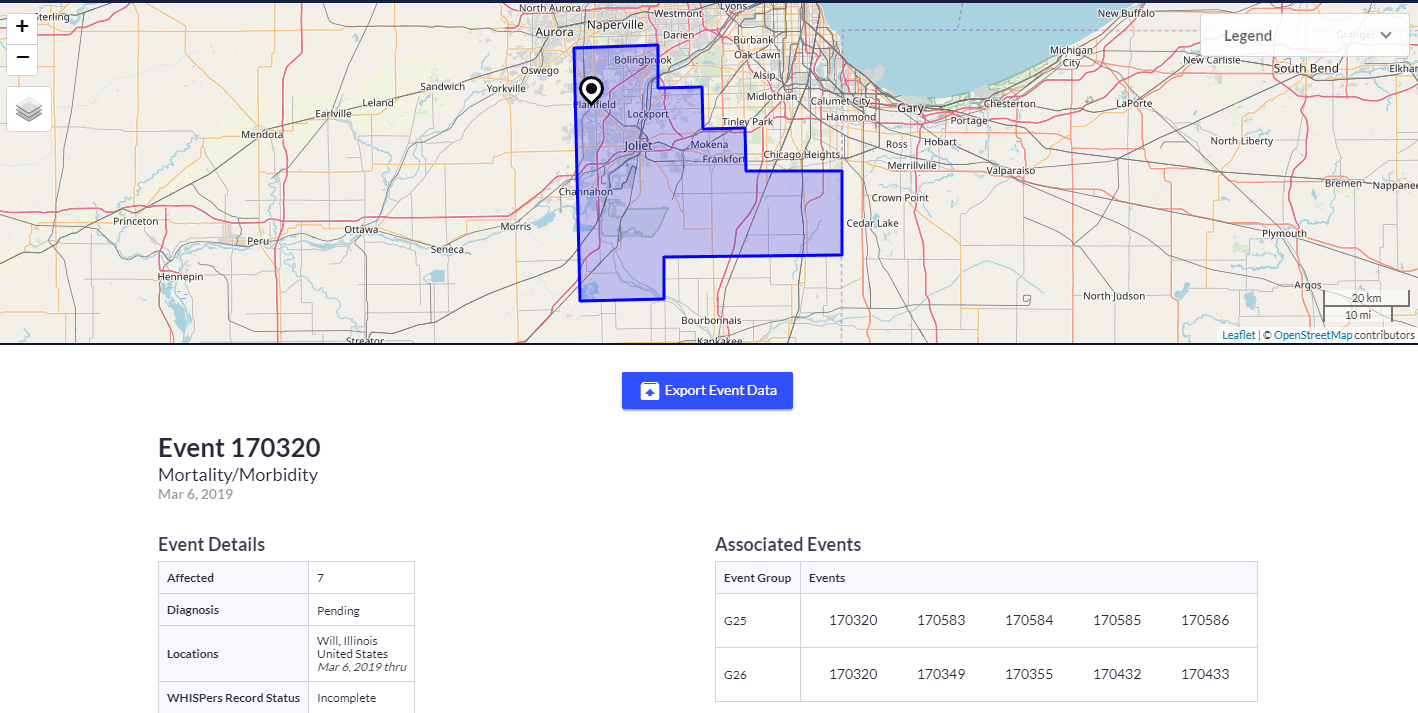 Sterling
North Aurora
Westmont
Lyons
New Buffalo
+
Naperville
Aurora
Darien
Burbank
Legend
Granger
−
Bolingbrook
Oak Lawn
Michigan
City
New Carlisle
Oswego
Alsip
South Bend
Elkhar
Sandwich
Yorkville
Midlothian
Calumet City
Gary
Chesterton
LaPorte
Leland
Plainfield
Earlville
Lockport
Hammond
Portage
Tinley Park
Mendota
Joliet
Mokena
Ross
Hobart
North Liberty
Frankfort
Chicago Heights
Merrillville
Valparaiso
Channahon
Bremen
Nappanee
Crown Point
Princeton
Ottawa
Morris
Cedar Lake
Plymouth
Peru
Seneca
Hennepin
Argos
North Judson
20 km
Bourbonnais
10 mi
Streator
Kankakee
Leaflet | © OpenStreetMap contributors
Export Event Data
Event 170320
Mortality/Morbidity
Mar 6, 2019
Event Details
Affected 7
Diagnosis Pending
Locations Will, Illinois
United States
Mar 6, 2019 thru
WHISPers Record Status Incomplete
Associated Events
Event Group Events
G25 170320 170583 170584 170585 170586
G26 170320 170349 170355 170432 170433